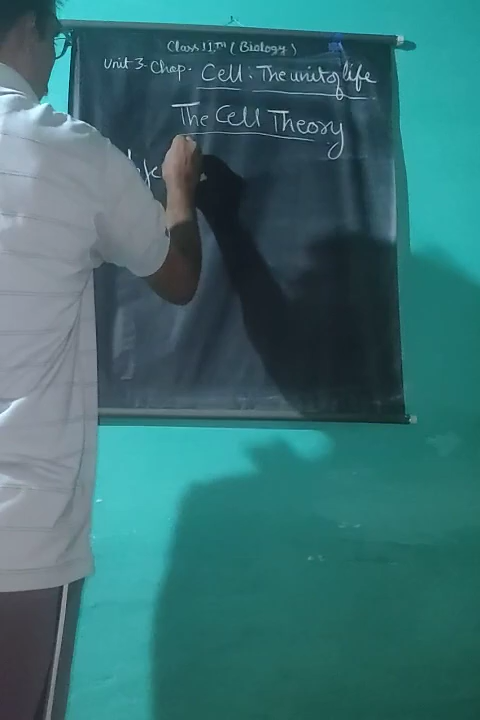 Class 11th (Biology)
Unit 3. Chap. Cell: The unit of life
The Cell Theory